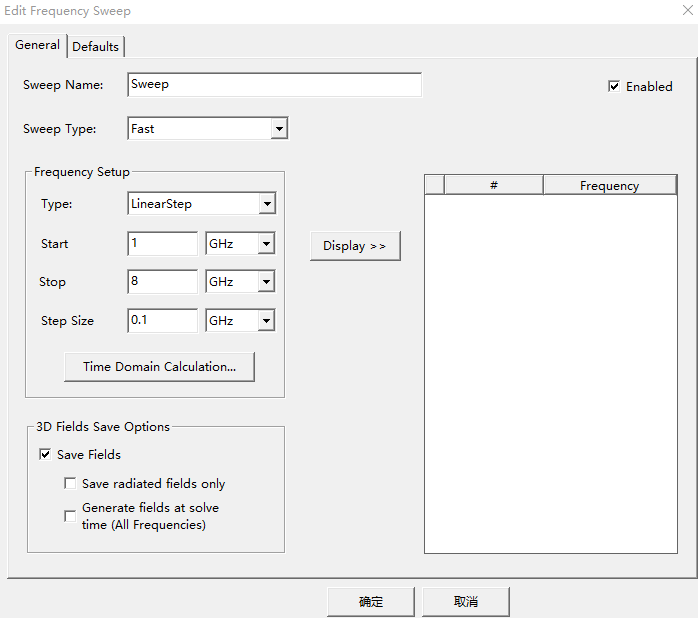 Edit Frequency Sweep
General
Defaults
Sweep Name:
Sweep
Enabled
Sweep Type:
Fast
Frequency Setup
Type:
LinearStep
Start
1
GHz
Stop
8
GHz
Step Size
0.1
GHz
Time Domain Calculation...
Display >>
#
Frequency
3D Fields Save Options
Save Fields
Save radiated fields only
Generate fields at solve
time (All Frequencies)
确定
取消